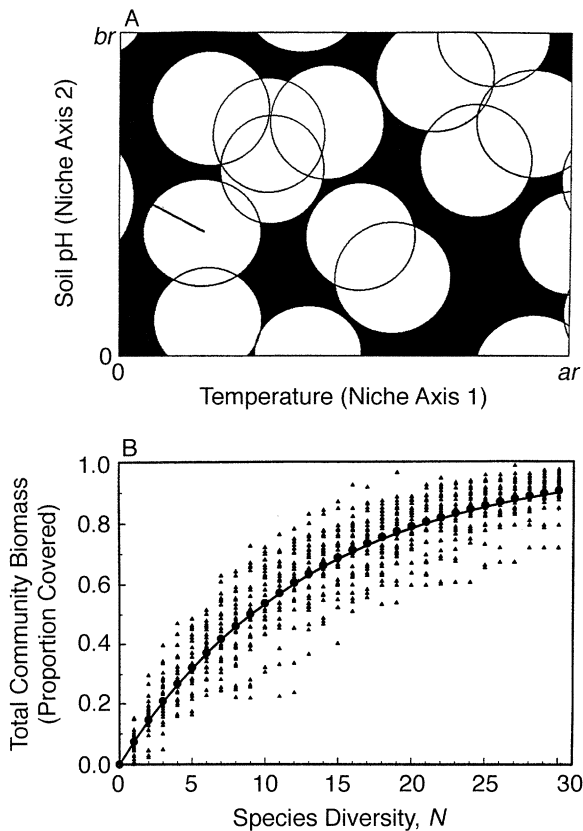 A
br
Soil pH (Niche Axis 2)
0
0
ar
Temperature (Niche Axis 1)
B
Total Community Biomass
(Proportion Covered)
1.0
0.8
0.6
0.4
0.2
0.0
0 5 10 15 20 25 30
Species Diversity, N